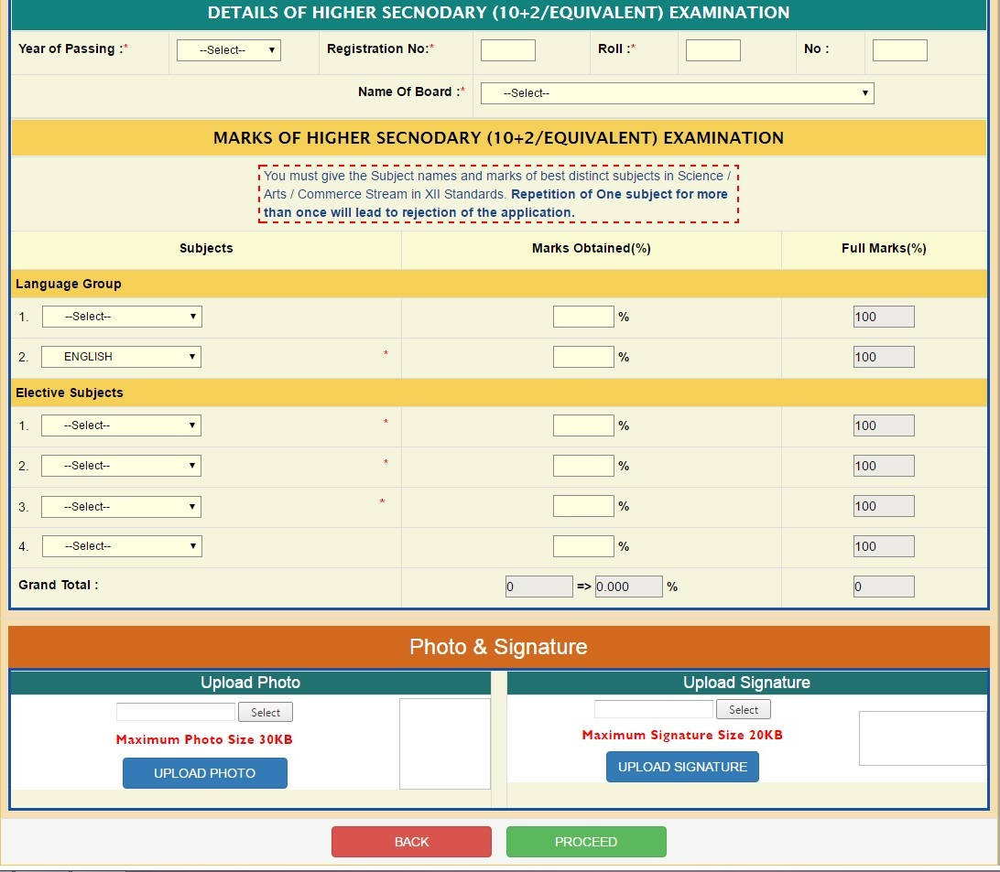 DETAILS OF HIGHER SECNODARY (10+2/EQUIVALENT) EXAMINATION
Year of Passing :* --Select-- Registration No:* Roll :* No :
Name Of Board :* --Select--
MARKS OF HIGHER SECNODARY (10+2/EQUIVALENT) EXAMINATION
You must give the Subject names and marks of best distinct subjects in Science /
Arts / Commerce Stream in XII Standards. Repetition of One subject for more
than once will lead to rejection of the application.
Subjects Marks Obtained(%) Full Marks(%)
Language Group
1. --Select-- % 100
2. ENGLISH * % 100
Elective Subjects
1. --Select-- * % 100
2. --Select-- * % 100
3. --Select-- * % 100
4. --Select-- % 100
Grand Total : 0 => 0.000 % 0
Photo & Signature
Upload Photo
Select
Maximum Photo Size 30KB
UPLOAD PHOTO
Upload Signature
Select
Maximum Signature Size 20KB
UPLOAD SIGNATURE
BACK PROCEED